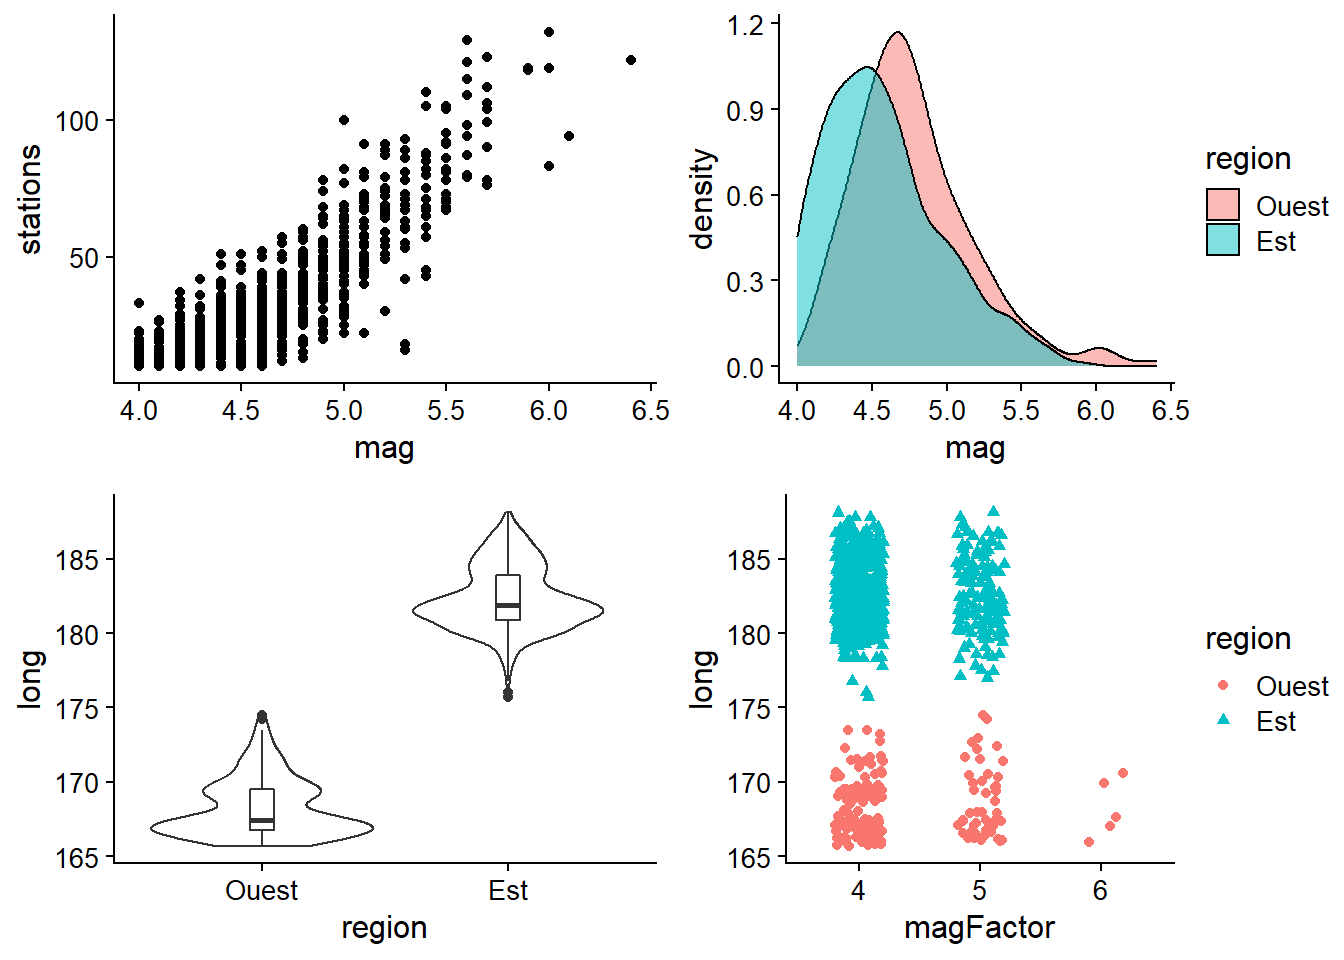 stations
100
50
4.0 4.5 5.0 5.5 6.0 6.5
mag
density
1.2
0.9
0.6
0.3
0.0
4.0 4.5 5.0 5.5 6.0 6.5
mag
region
Ouest
Est
long
185
180
175
170
165
Ouest Est
region
long
185
180
175
170
165
4 5 6
magFactor
region
Ouest
Est